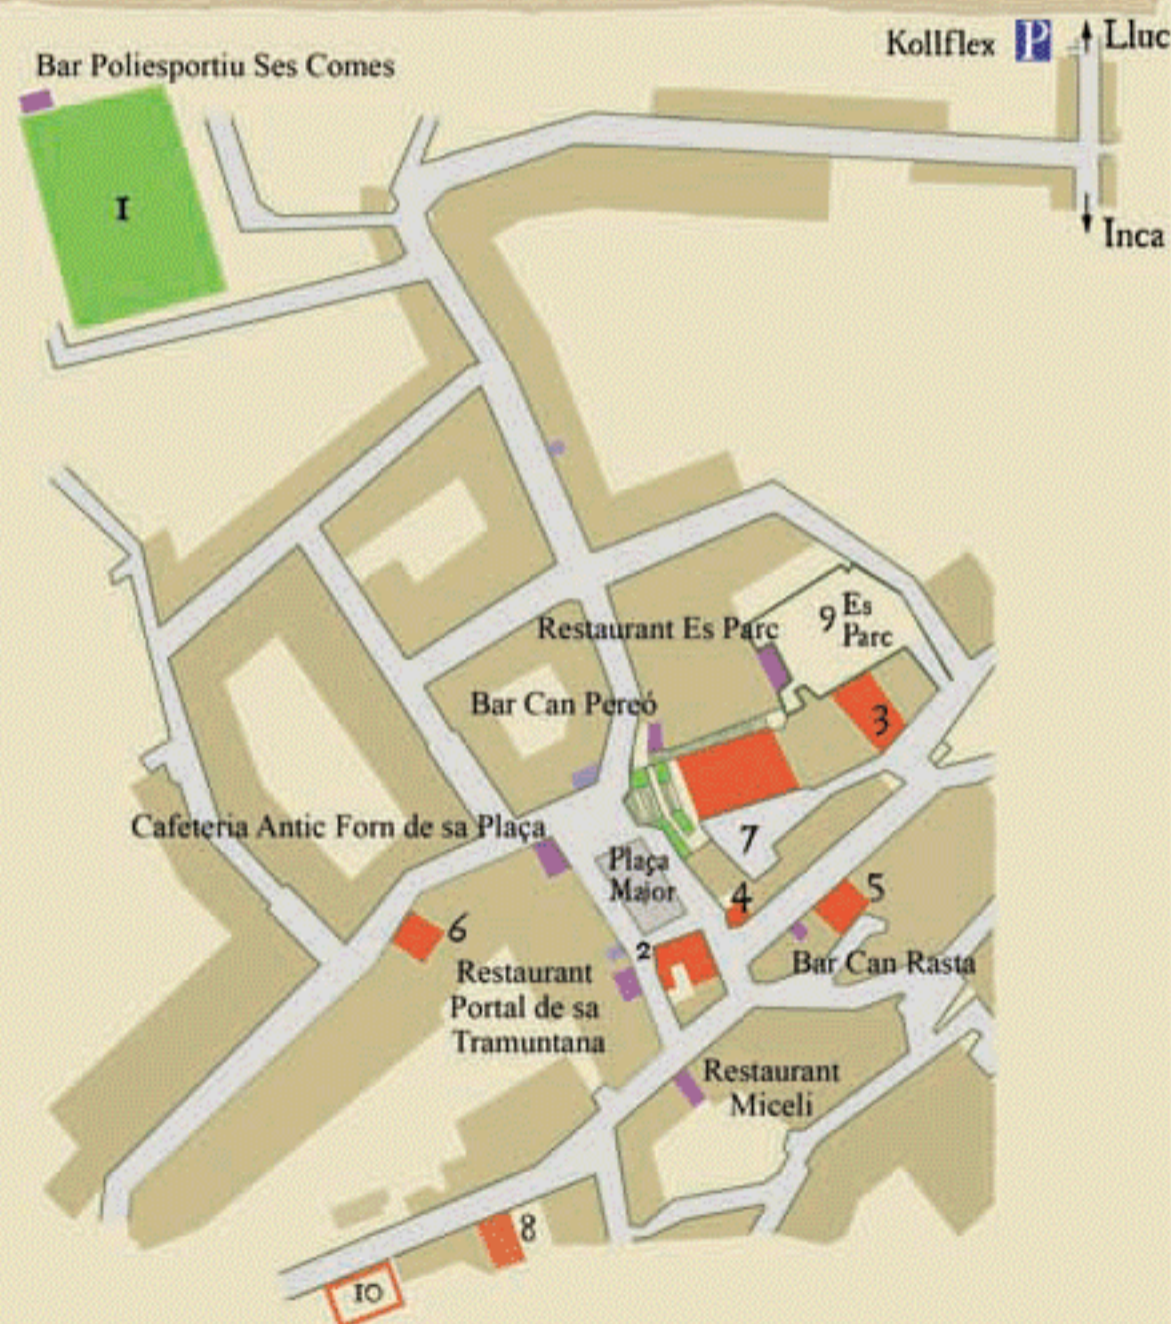 Kollflex P Lluc
Bar Poliesportiu Ses Comes
1
Inca
9 Es
Parc
Restaurant Es Parc
Bar Can Pereó
3
Cafeteria Antic Forn de sa Plaça
7
Plaça
Major
4
5
6
2
Bar Can Rasta
Restaurant
Portal de sa
Tramuntana
Restaurant
Miceli
8
10